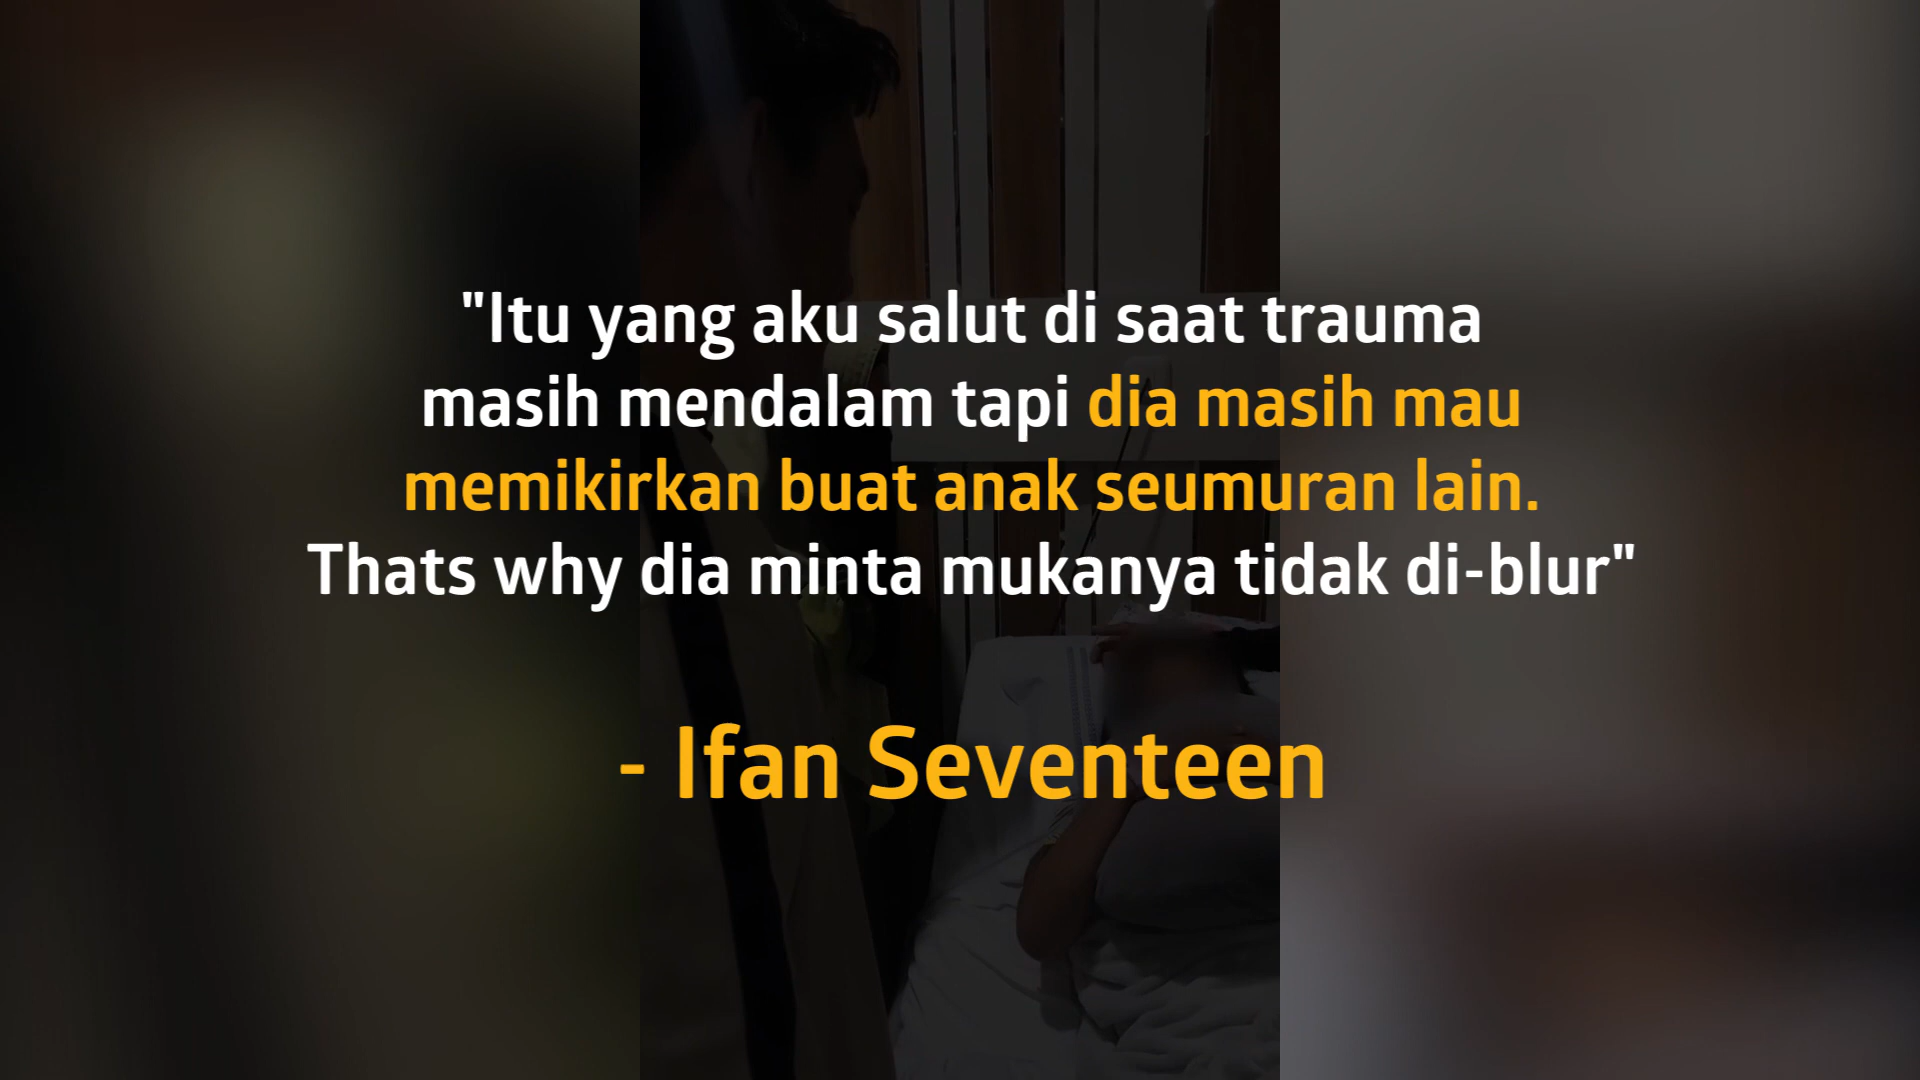 "Itu yang aku salut di saat trauma
masih mendalam tapi dia masih mau
memikirkan buat anak seumuran lain.
Thats why dia minta mukanya tidak di-blur"
- Ifan Seventeen